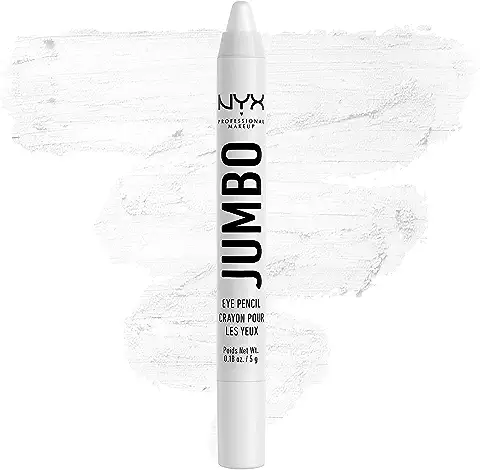 NYX
PROFESSIONAL
MAKEUP
JUMBO
EYE PENCIL
CRAYON POUR
LES YEUX
Poids Net Wt.
0.18 oz. / 5 g